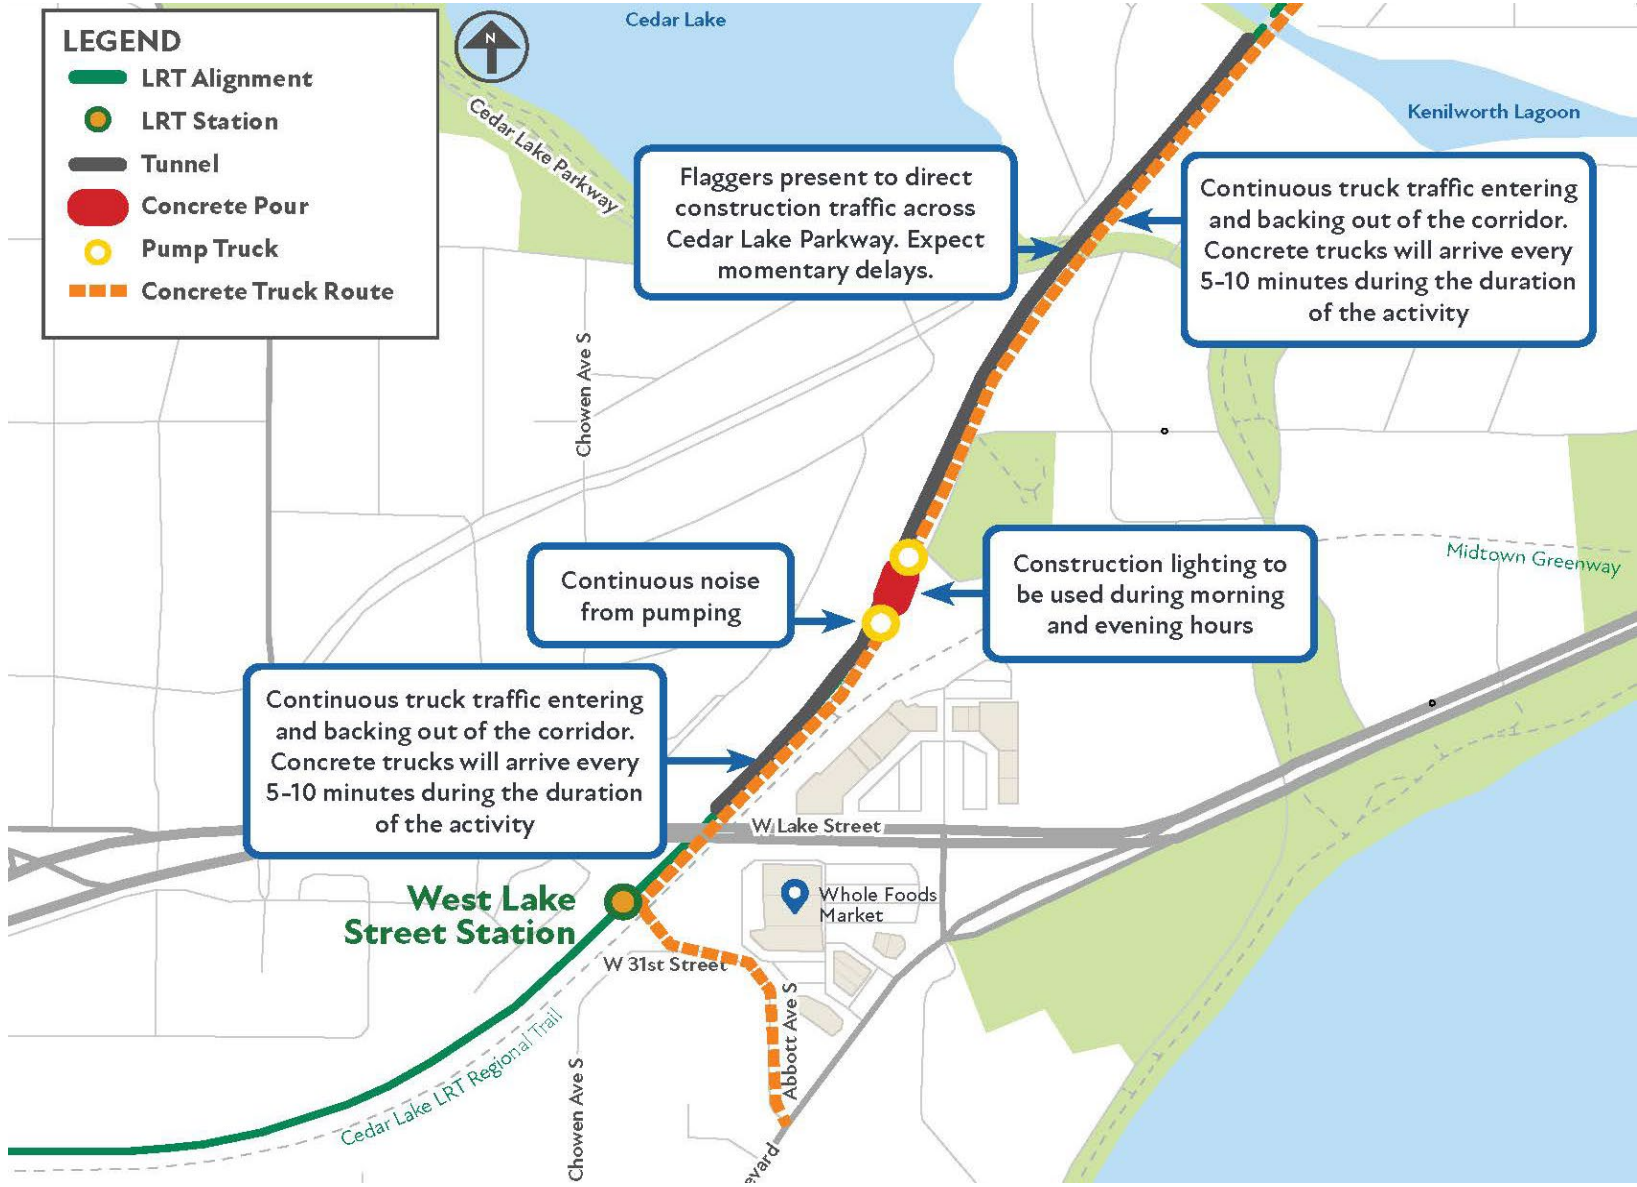 LEGEND
LRT Alignment
LRT Station
Tunnel
Concrete Pour
Pump Truck
Concrete Truck Route
N
Cedar Lake
Kenilworth Lagoon
Cedar Lake Parkway
Flaggers present to direct
construction traffic across
Cedar Lake Parkway. Expect
momentary delays.
Continuous truck traffic entering
and backing out of the corridor.
Concrete trucks will arrive every
5-10 minutes during the duration
of the activity
Chowen Ave S
Midtown Greenway
Continuous noise
from pumping
Construction lighting to
be used during morning
and evening hours
Continuous truck traffic entering
and backing out of the corridor.
Concrete trucks will arrive every
5-10 minutes during the duration
of the activity
W Lake Street
West Lake
Street Station
Whole Foods
Market
W 31st Street
Abbott Ave S
Cedar Lake LRT Regional Trail
Chowen Ave S
evard